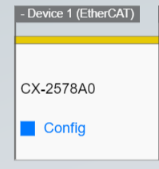 - Device 1 (EtherCAT)
CX-2578A0
Config